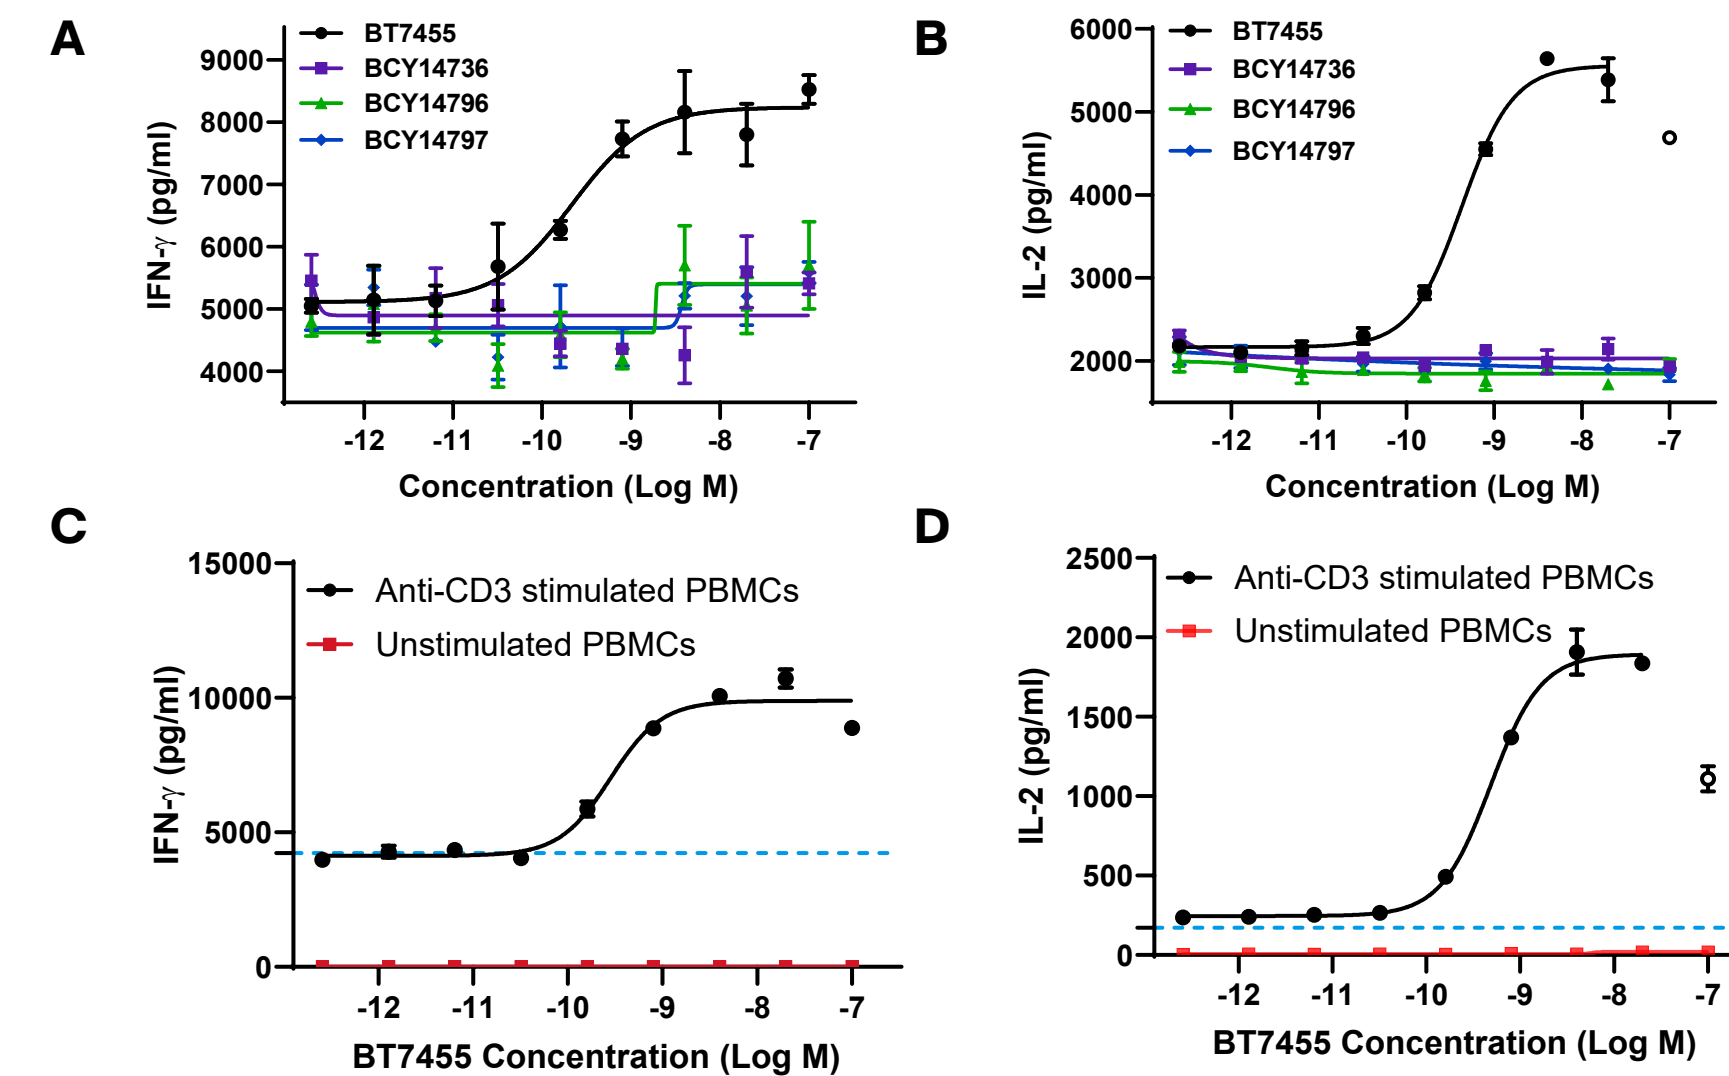 A
BT7455
BCY14736
BCY14796
BCY14797
9000
8000
7000
6000
5000
4000
IFN-γ (pg/ml)
-12 -11 -10 -9 -8 -7
Concentration (Log M)
B
BT7455
BCY14736
BCY14796
BCY14797
6000
5000
4000
3000
2000
IL-2 (pg/ml)
-12 -11 -10 -9 -8 -7
Concentration (Log M)
C
Anti-CD3 stimulated PBMCs
Unstimulated PBMCs
15000
10000
5000
0
IFN-γ (pg/ml)
-12 -11 -10 -9 -8 -7
BT7455 Concentration (Log M)
D
Anti-CD3 stimulated PBMCs
Unstimulated PBMCs
2500
2000
1500
1000
500
0
IL-2 (pg/ml)
-12 -11 -10 -9 -8 -7
BT7455 Concentration (Log M)